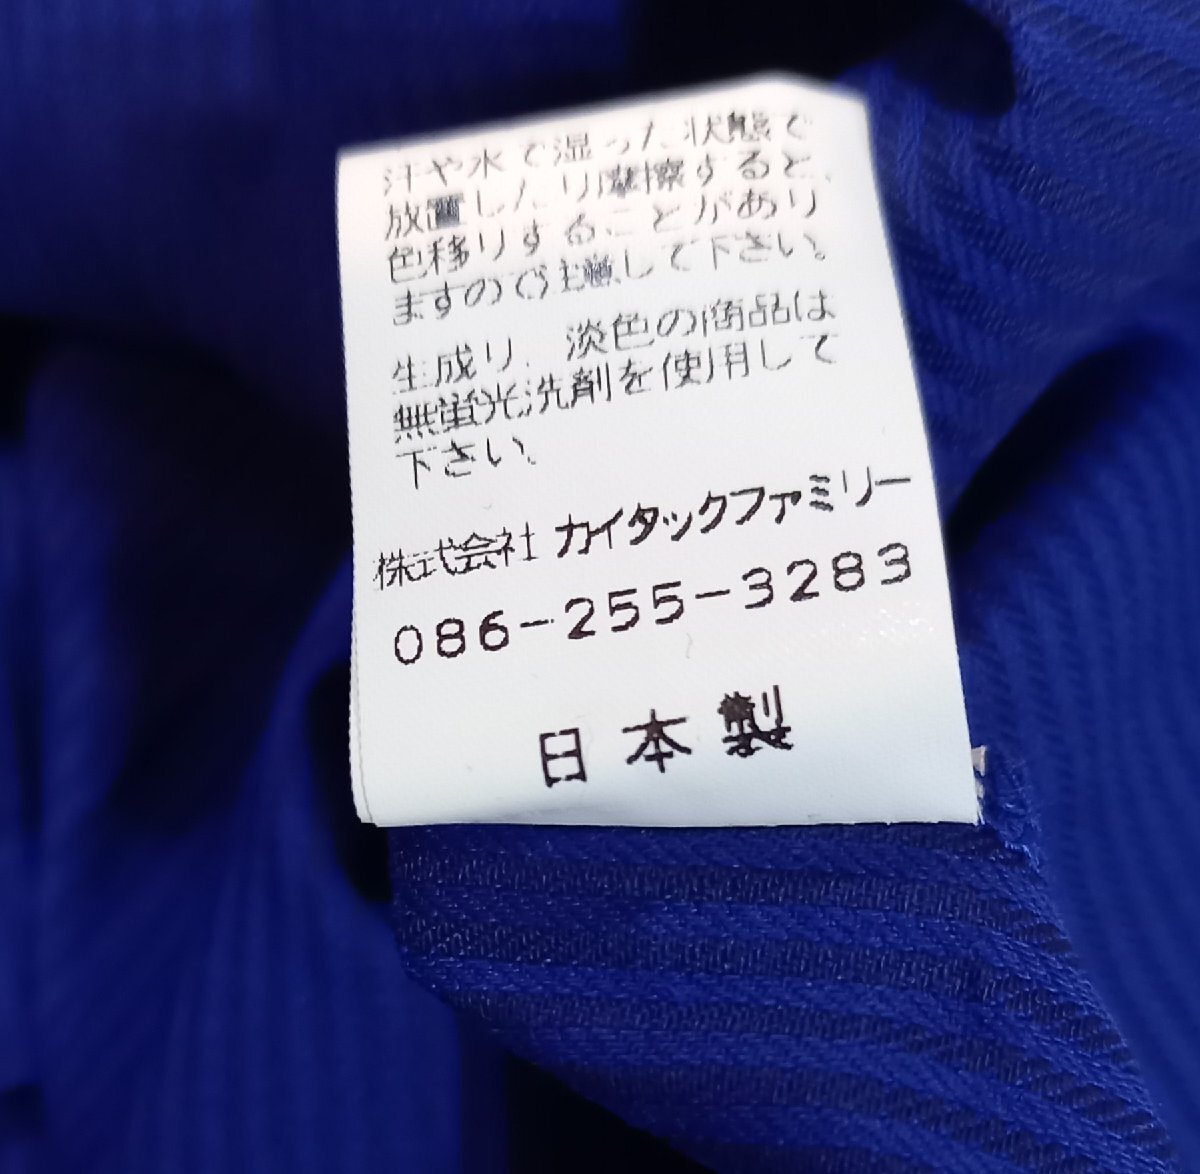 汗や水で湿った状態で
放置したり摩擦すると、
色移りすることがあり
ますので注意して下さい。
生成り、淡色の商品は
無蛍光洗剤を使用して
下さい。
株式会社 カイタックファミリー
086-255-3283
日本製